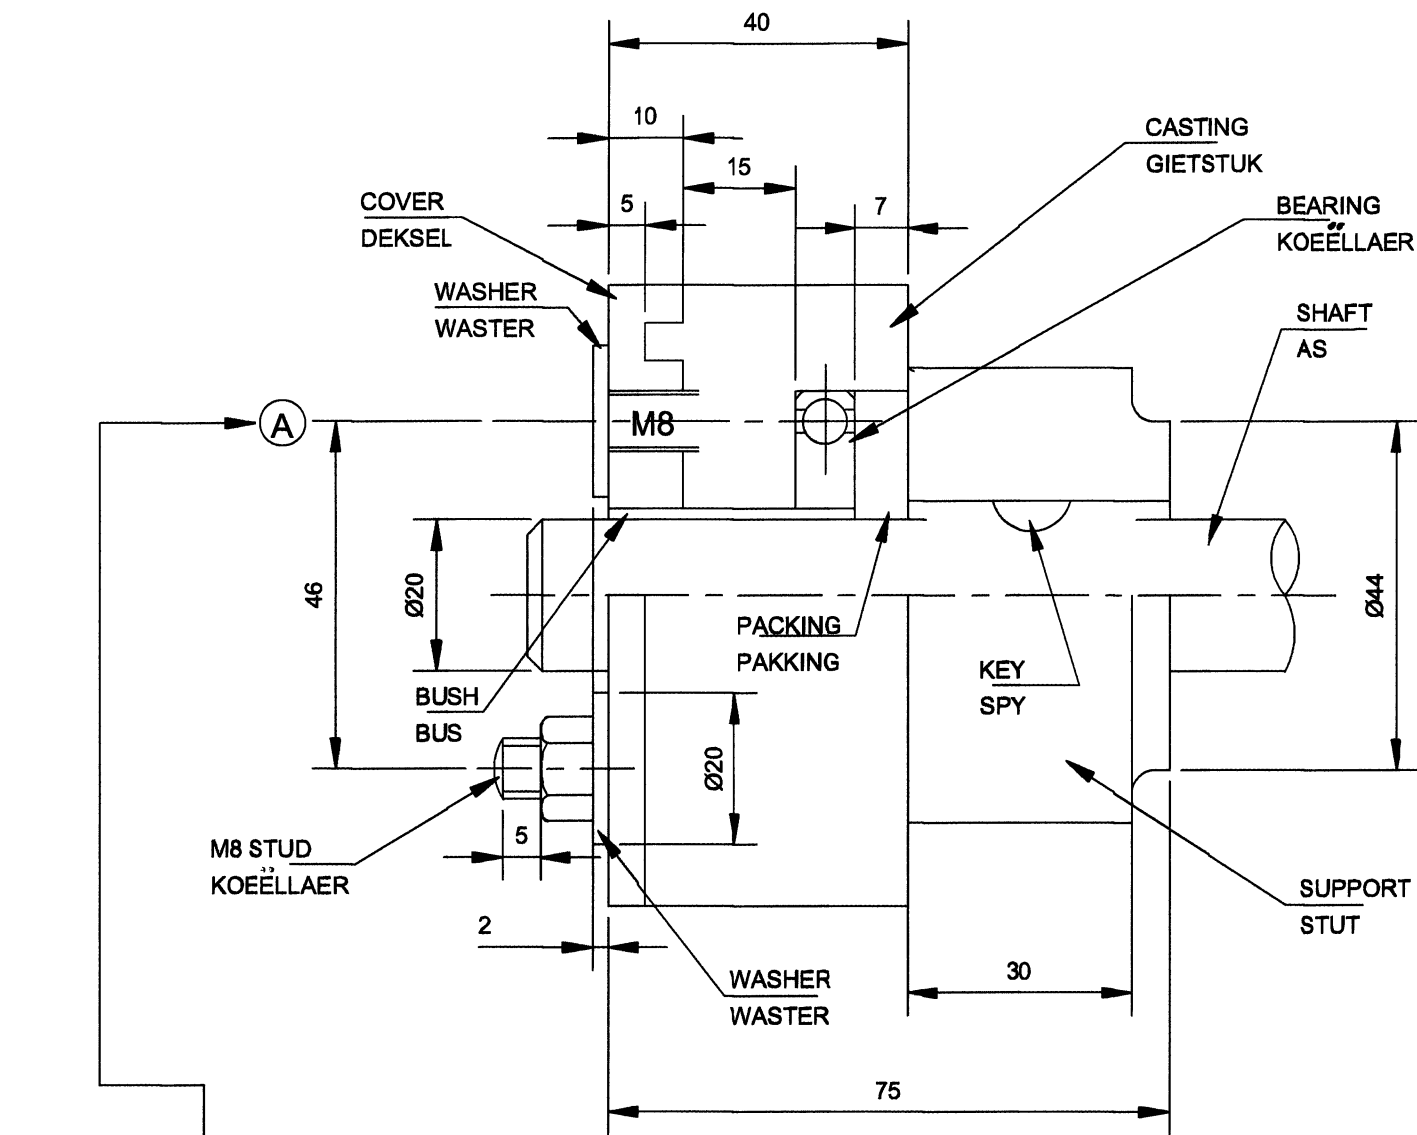 40
10
CASTING
GIETSTUK
15
COVER
DEKSEL
5
7
BEARING
KOEËLLAER
WASHER
WASTER
SHAFT
AS
A
M8
46
Ø20
Ø44
PACKING
PAKKING
KEY
SPY
BUSH
BUS
Ø20
M8 STUD
KOEËLLAER
5
SUPPORT
STUT
2
WASHER
WASTER
30
75